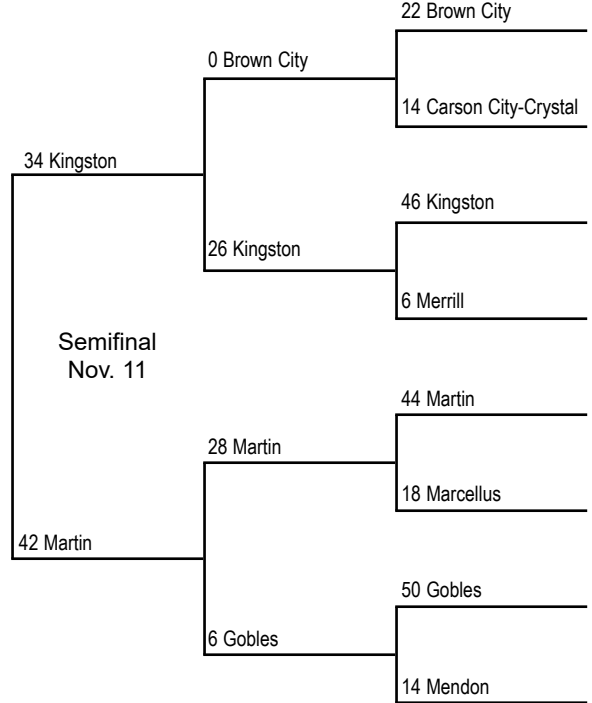 22 Brown City
0 Brown City
14 Carson City-Crystal
34 Kingston
46 Kingston
26 Kingston
6 Merrill
Semifinal
Nov. 11
44 Martin
28 Martin
18 Marcellus
42 Martin
50 Gobles
6 Gobles
14 Mendon